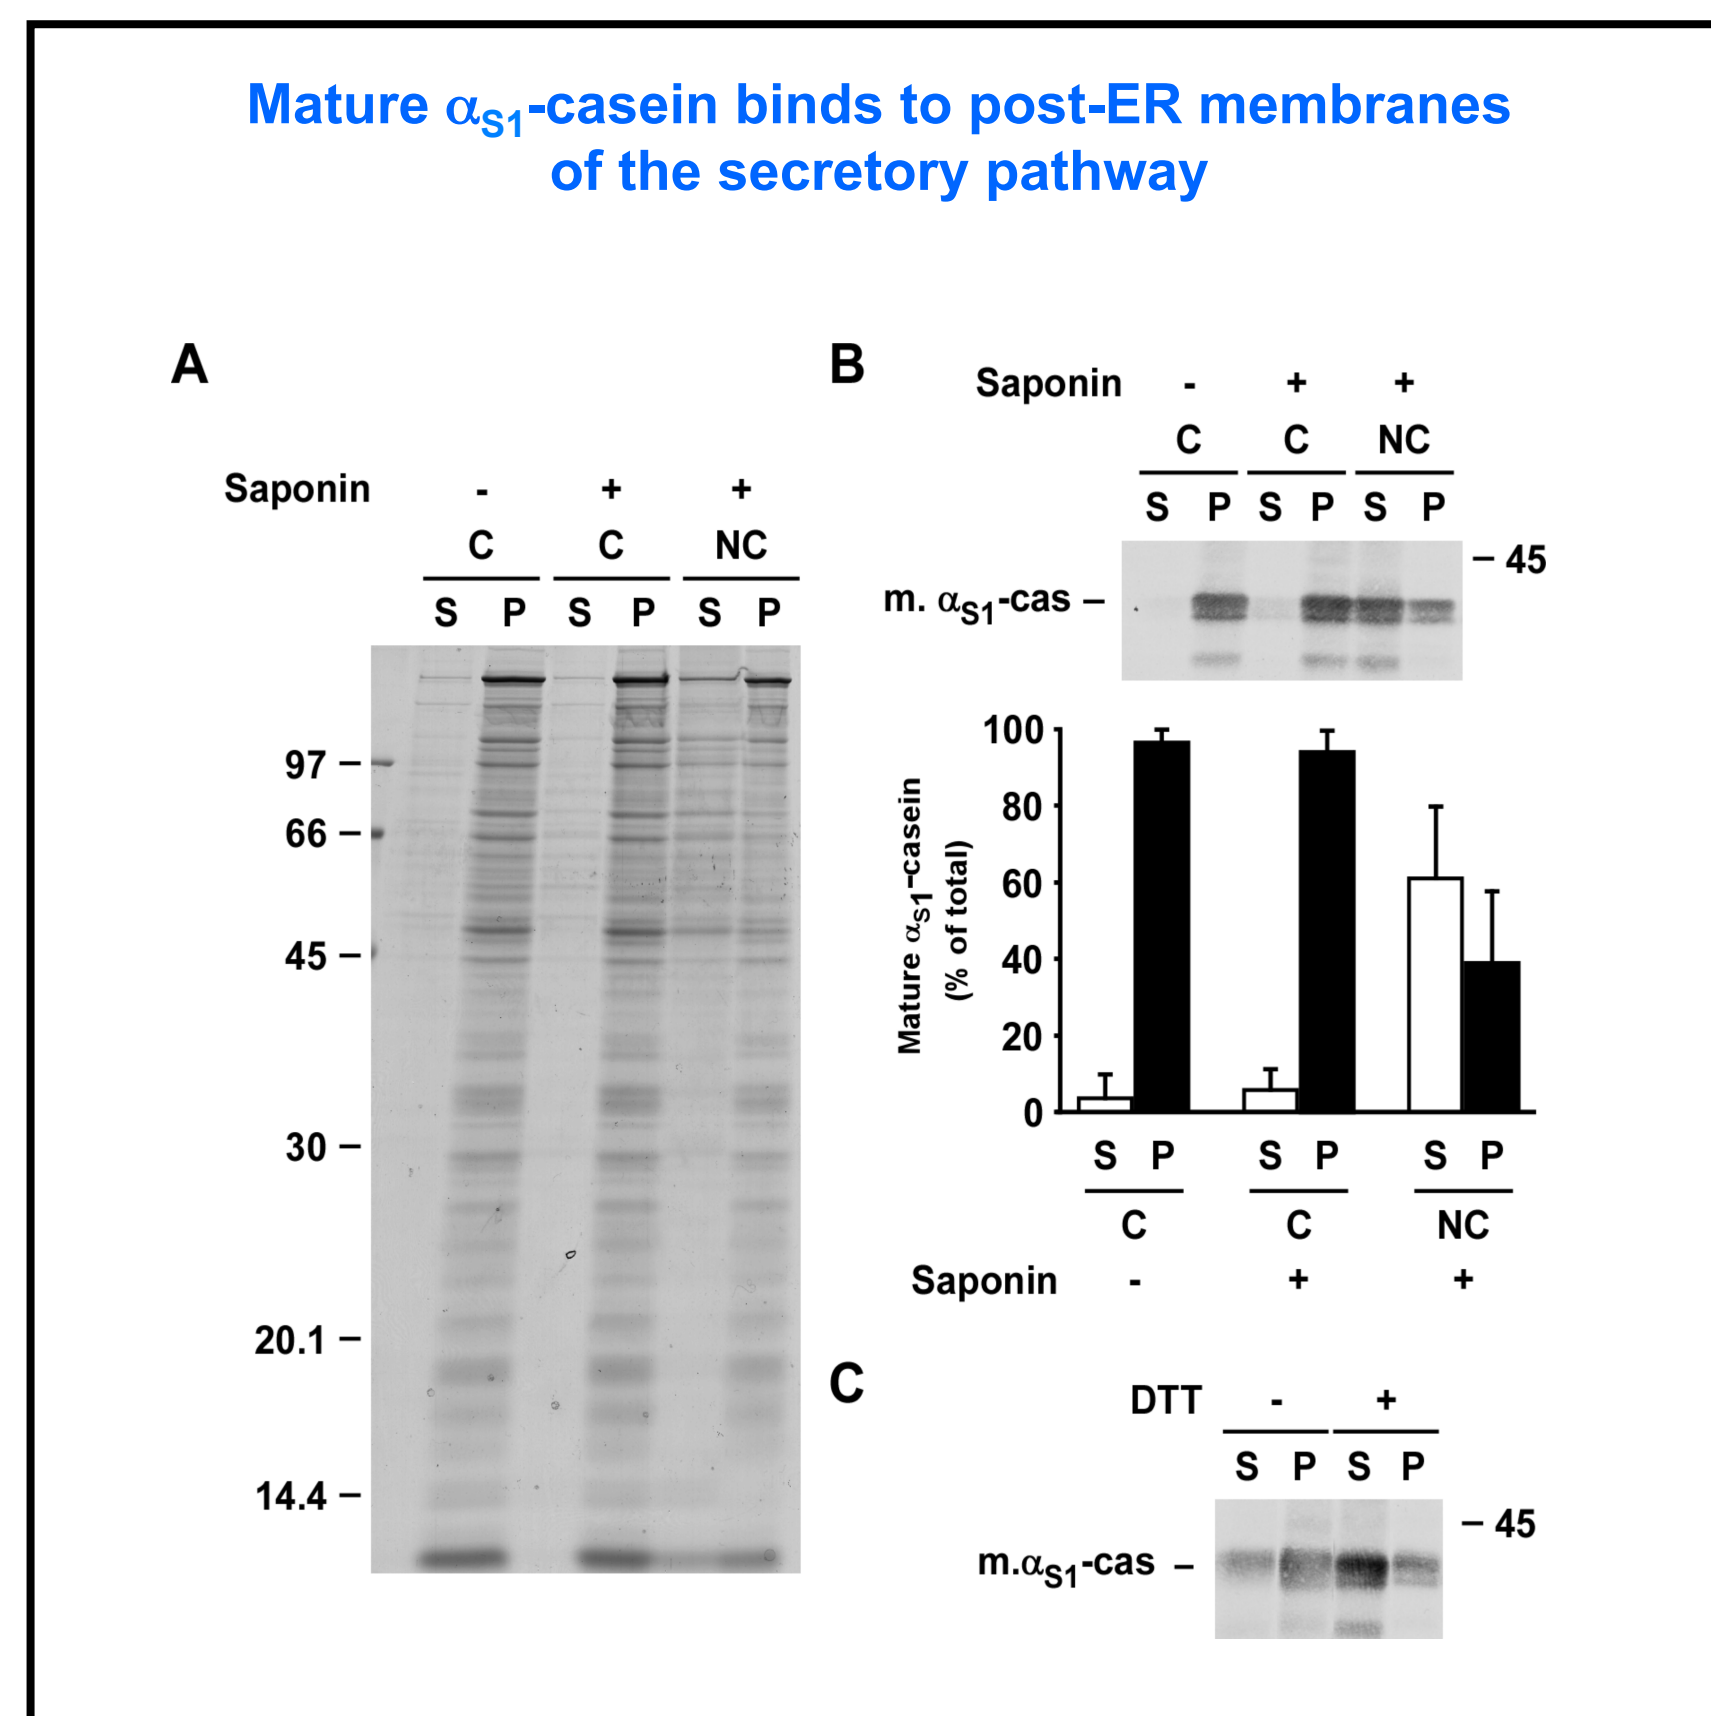 Mature αS1-casein binds to post-ER membranes
of the secretory pathway
A
Saponin - + +
C C NC
S P S P S P
97 –
66 –
45 –
30 –
20.1 –
14.4 –
B
Saponin - + +
C C NC
S P S P S P
– 45
m. αS1-cas –
Mature αS1-casein
(% of total)
100
80
60
40
20
0
S P S P S P
C C NC
Saponin - + +
C
DTT - +
S P S P
– 45
m.αS1-cas –